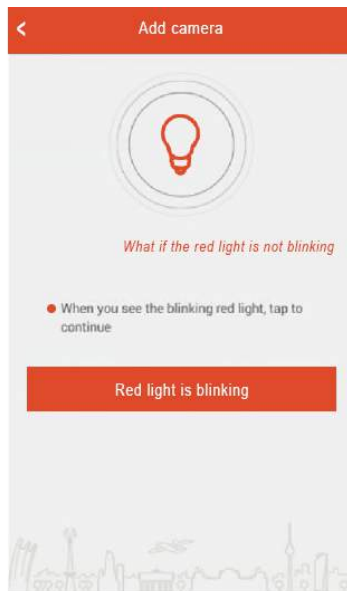 Add camera
What if the red light is not blinking
When you see the blinking red light, tap to
continue
Red light is blinking